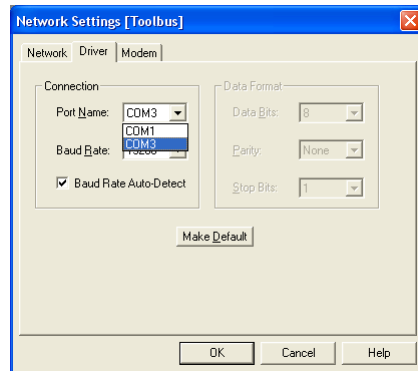 Network Settings [Toolbus]
Network Driver Modem
Connection
Port Name: COM3
COM1
COM3
Baud Rate:
Baud Rate Auto-Detect
Data Format
Data Bits: 8
Parity: None
Stop Bits: 1
Make Default
OK Cancel Help